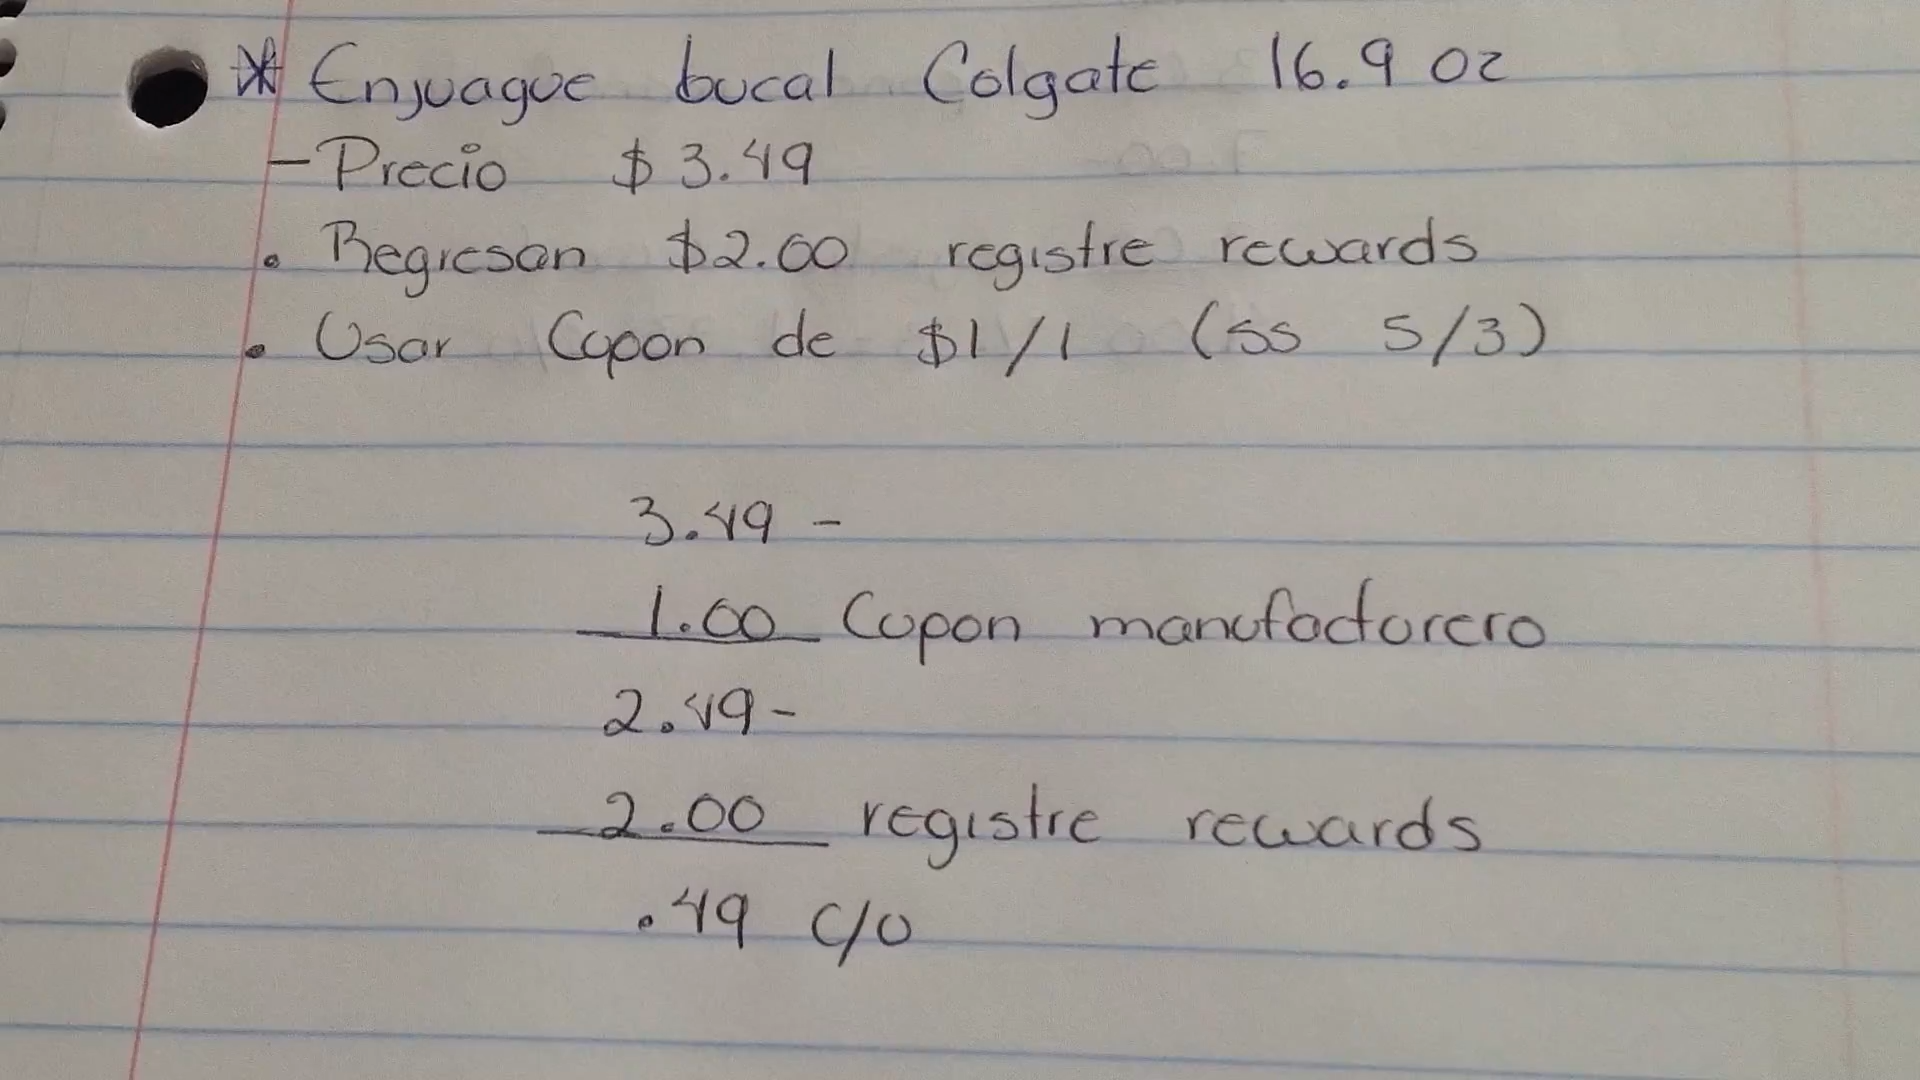 * Enjuague bucal Colgate 16.9 oz
- Precio $3.49
• Regresan $2.00 registre rewards
• Usar Cupon de $1/1 (ss 5/3)
3.49 -
1.00 Cupon manufactorero
2.49 -
2.00 registre rewards
.49 c/u